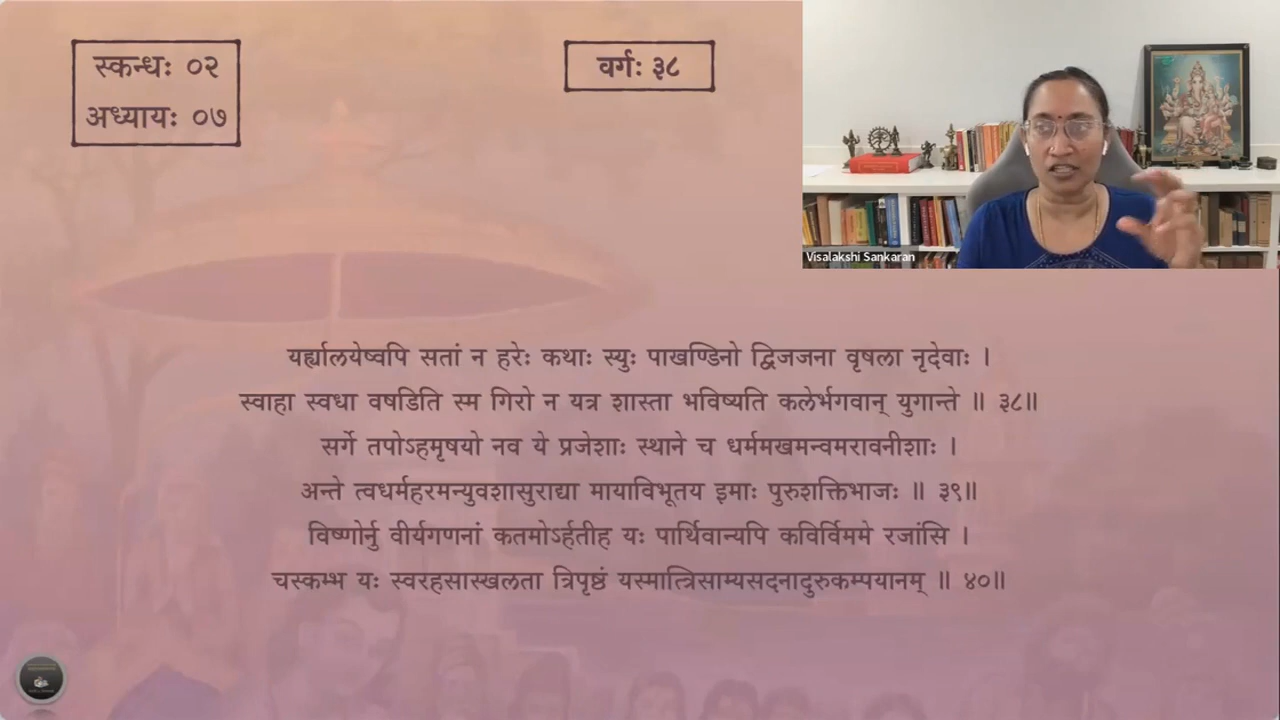 स्कन्धः ०२
अध्यायः ०७
वर्गः ३८
Visalakshi Sankaran
यर्ह्यालयेष्वपि सतां न हरेः कथाः स्युः पाखण्डिनो द्विजजना वृषला नृदेवाः ।
स्वाहा स्वधा वषडिति स्म गिरो न यत्र शास्ता भविष्यति कलेर्भगवान् युगान्ते ॥ ३८॥
सर्गे तपोऽहमृषयो नव ये प्रजेशाः स्थाने च धर्ममखमन्वमरावनीशाः ।
अन्ते त्वधर्महरमन्युवशासुराद्या मायाविभूतय इमाः पुरुशक्तिभाजः ॥ ३९॥
विष्णोर्नु वीर्यगणनां कतमोऽर्हतीह यः पार्थिवान्यपि कविर्विममे रजांसि ।
चस्कम्भ यः स्वरहसास्खलता त्रिपृष्ठं यस्मात्त्रिसाम्यसदनादुरुकम्पयानम् ॥ ४०॥